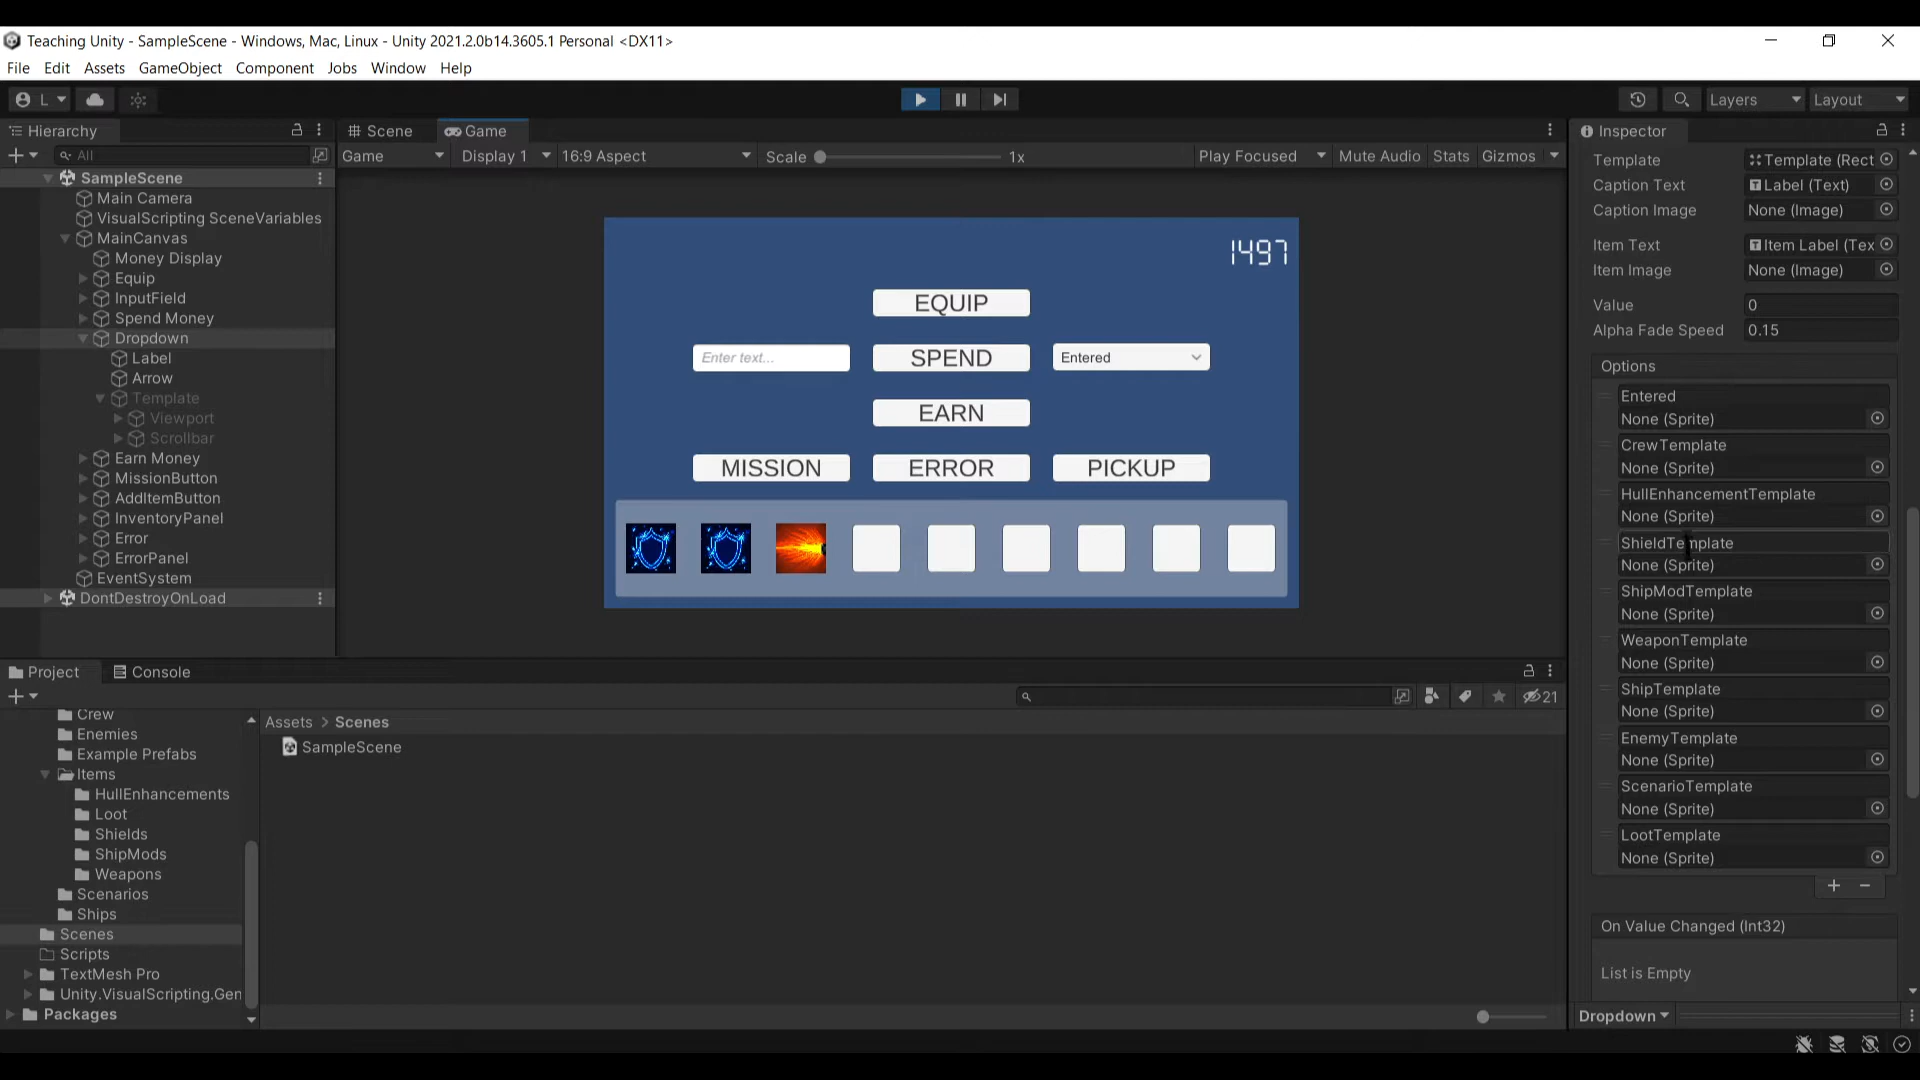 Teaching Unity - SampleScene - Windows, Mac, Linux - Unity 2021.2.0b14.3605.1 Personal <DX11>
File Edit Assets GameObject Component Jobs Window Help
L Layers Layout
Hierarchy
All
SampleScene
Main Camera
VisualScripting SceneVariables
MainCanvas
Money Display
Equip
InputField
Spend Money
Dropdown
Label
Arrow
Template
Viewport
Scrollbar
Earn Money
MissionButton
AddItemButton
InventoryPanel
Error
ErrorPanel
EventSystem
DontDestroyOnLoad
Scene Game
Game Display 1 16:9 Aspect Scale 1x Play Focused Mute Audio Stats Gizmos
1497
EQUIP
Enter text... SPEND Entered
EARN
MISSION ERROR PICKUP
Inspector
Template Template (Rect
Caption Text Label (Text)
Caption Image None (Image)
Item Text Item Label (Tex
Item Image None (Image)
Value 0
Alpha Fade Speed 0.15
Options
Entered
None (Sprite)
CrewTemplate
None (Sprite)
HullEnhancementTemplate
None (Sprite)
ShieldTemplate
None (Sprite)
ShipModTemplate
None (Sprite)
WeaponTemplate
None (Sprite)
ShipTemplate
None (Sprite)
EnemyTemplate
None (Sprite)
ScenarioTemplate
None (Sprite)
LootTemplate
None (Sprite)
+ −
On Value Changed (Int32)
List is Empty
Dropdown
Project Console
21
Crew
Enemies
Example Prefabs
Items
HullEnhancements
Loot
Shields
ShipMods
Weapons
Scenarios
Ships
Scenes
Scripts
TextMesh Pro
Unity.VisualScripting.Gen
Packages
Assets > Scenes
SampleScene